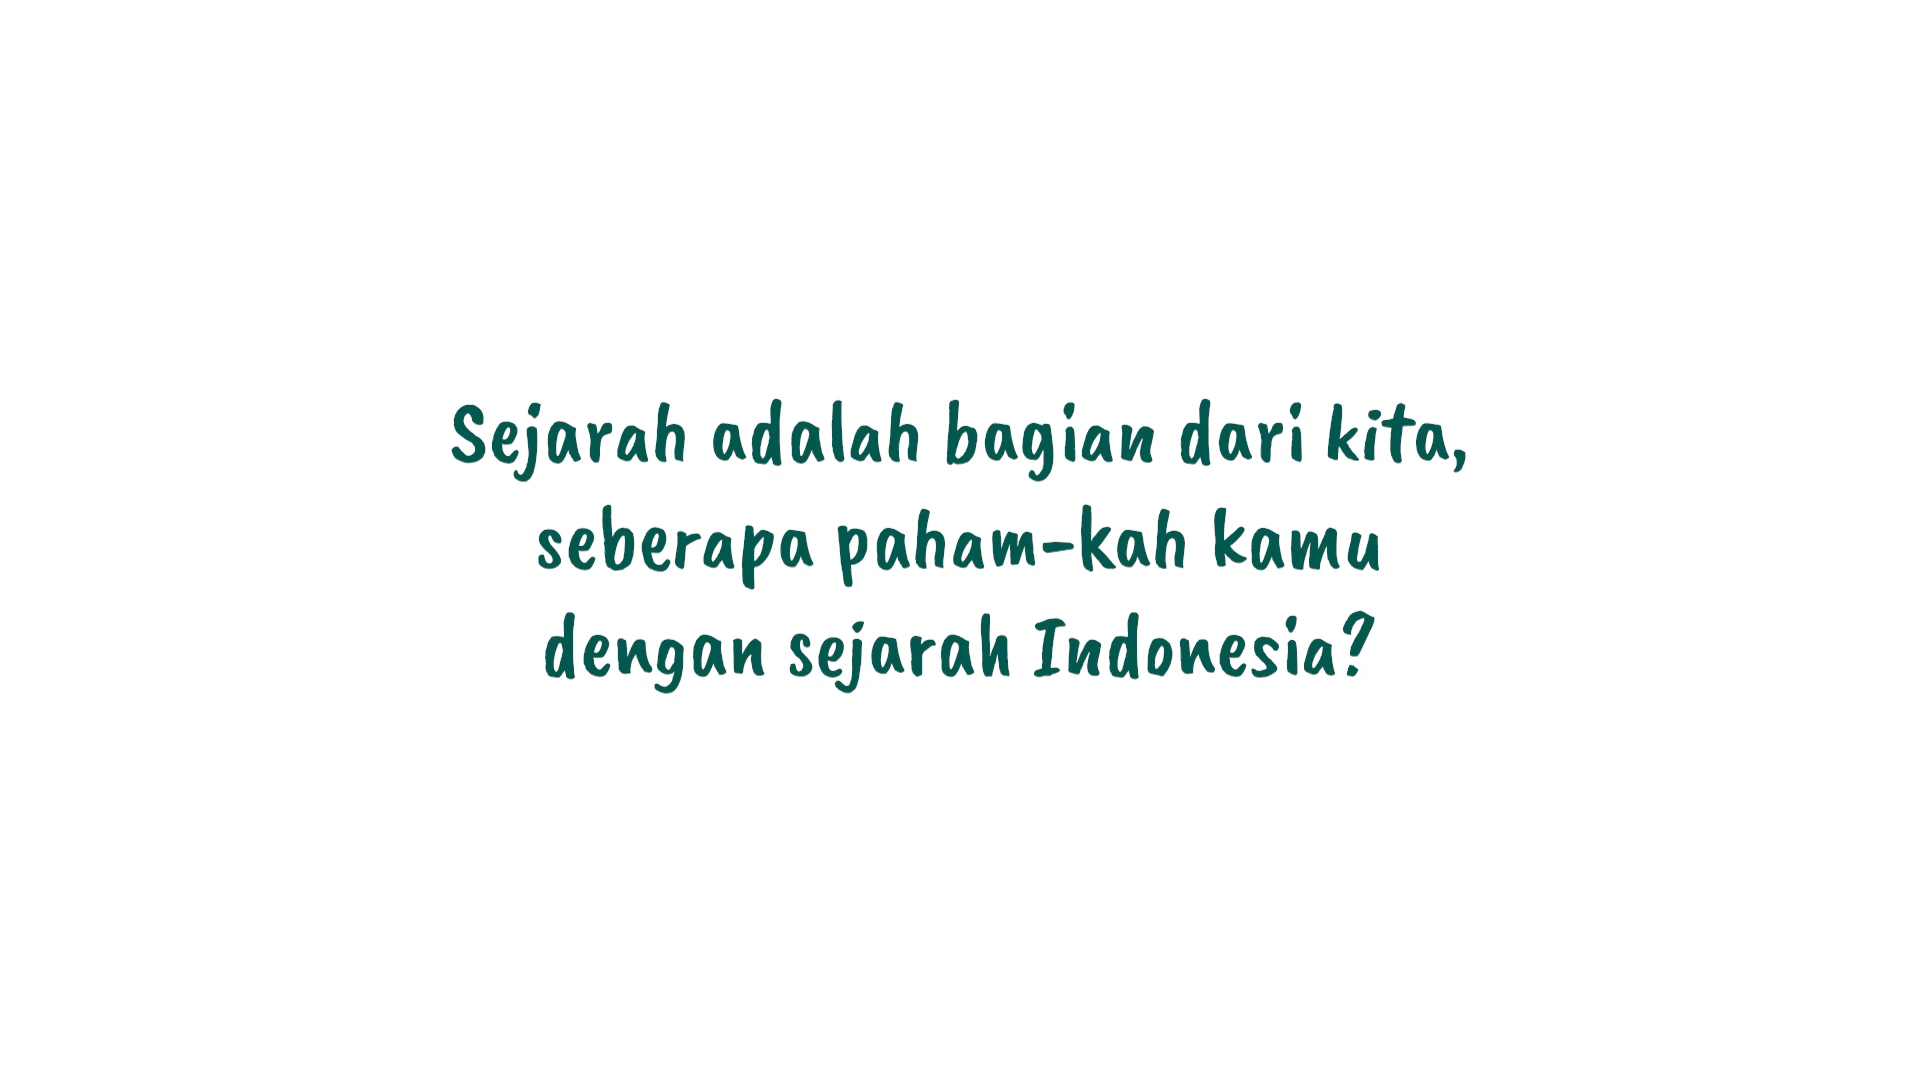 Sejarah adalah bagian dari kita,
seberapa paham-kah kamu
dengan sejarah Indonesia?